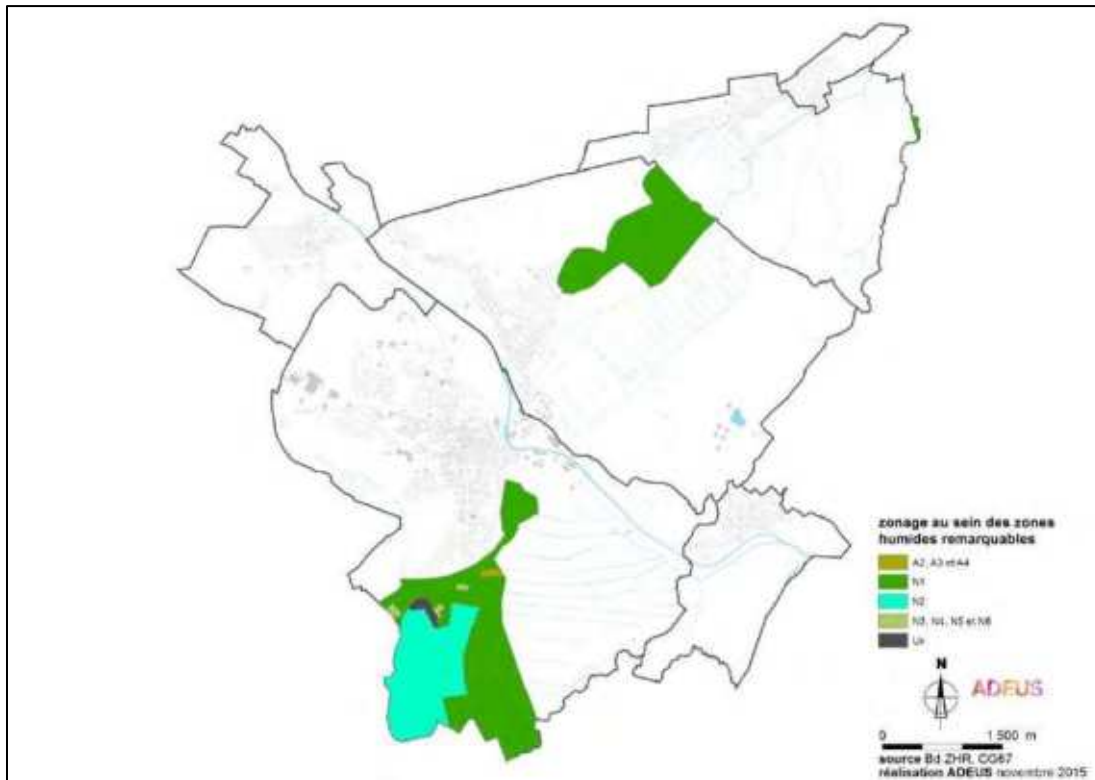 zonage au sein des zones
humides remarquables
A2, A3 et A4
N1
N2
N3, N4, N5 et N6
Ux
N
ADEUS
0 1 500 m
source Bd ZHR, CG67
réalisation ADEUS novembre 2015